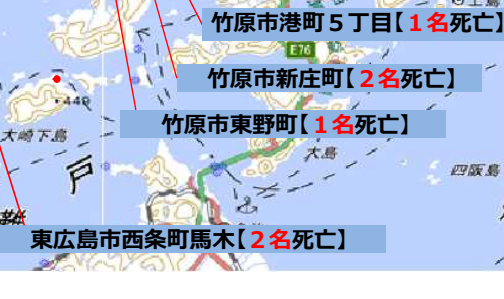 竹原市港町５丁目【１名死亡】
E76
竹原市新庄町【２名死亡】
・449
大崎下島
竹原市東野町【１名死亡】
大島
戸
四阪島
東広島市西条町馬木【２名死亡】